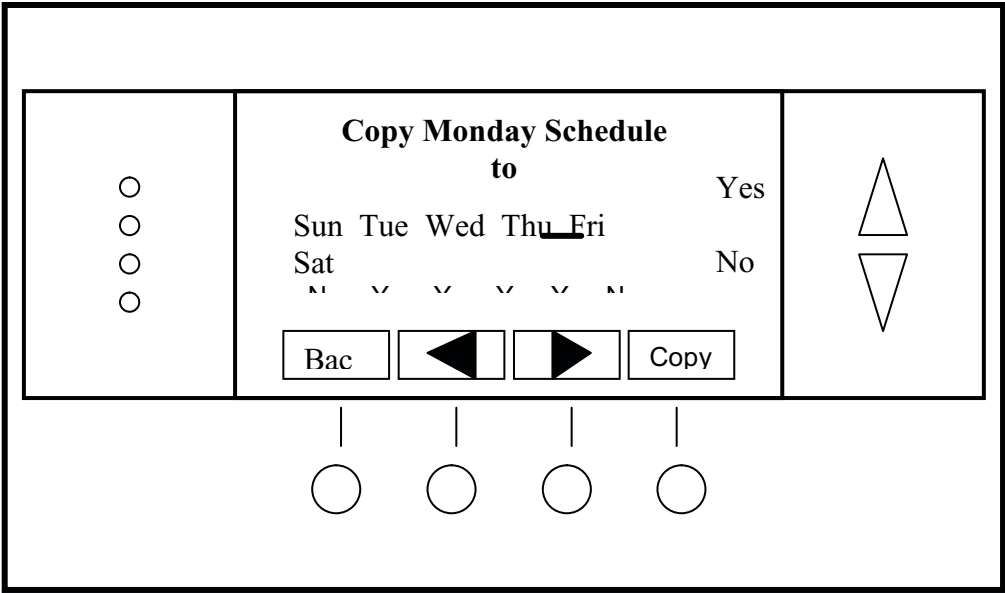 Copy Monday Schedule
to
Yes
Sun Tue Wed Thu Fri
Sat
No
Bac
Copy